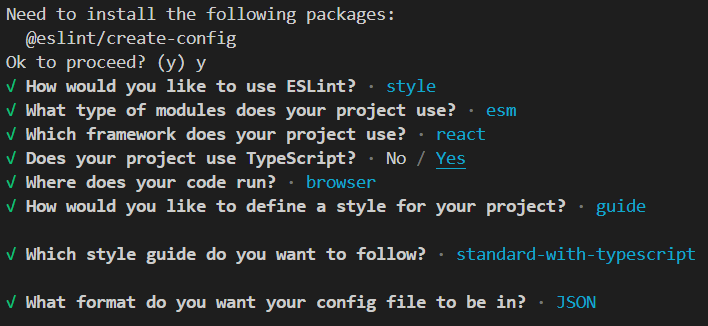 Need to install the following packages:
@eslint/create-config
Ok to proceed? (y) y
√ How would you like to use ESLint? · style
√ What type of modules does your project use? · esm
√ Which framework does your project use? · react
√ Does your project use TypeScript? · No / Yes
√ Where does your code run? · browser
√ How would you like to define a style for your project? · guide
√ Which style guide do you want to follow? · standard-with-typescript
√ What format do you want your config file to be in? · JSON